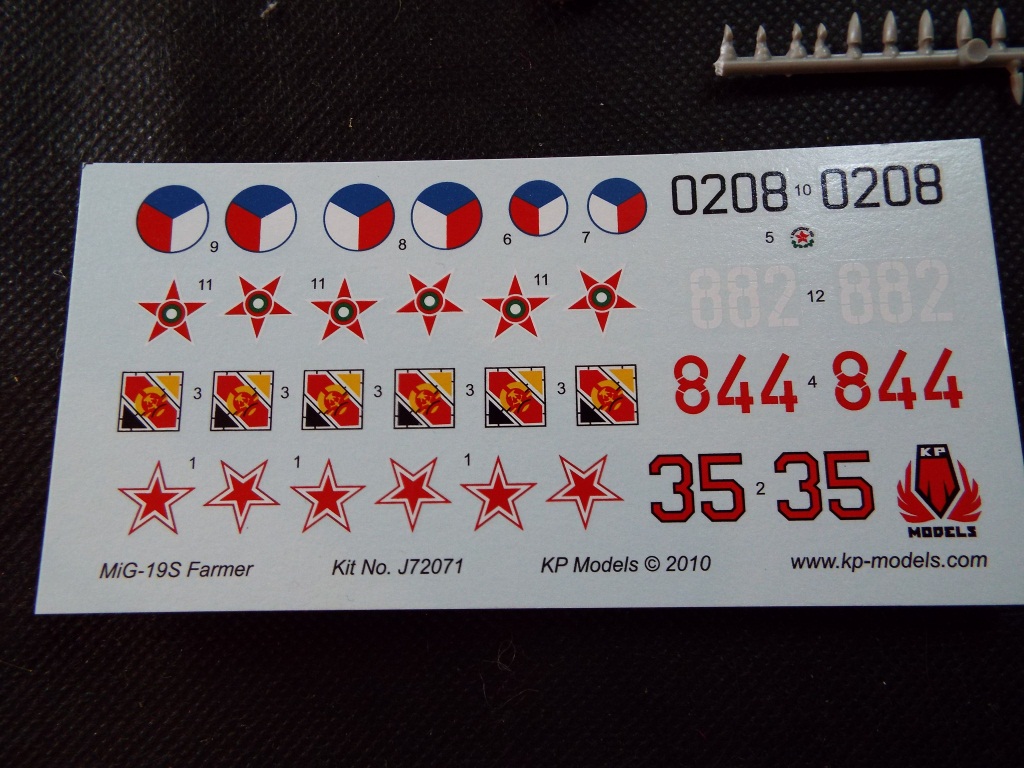 0208 10 0208
9 8 6 7
5
11 11 11
882 12 882
3 3 3 3 3
844 4 844
1 1 1
35 2 35
KP
MODELS
MiG-19S Farmer Kit No. J72071 KP Models © 2010 www.kp-models.com